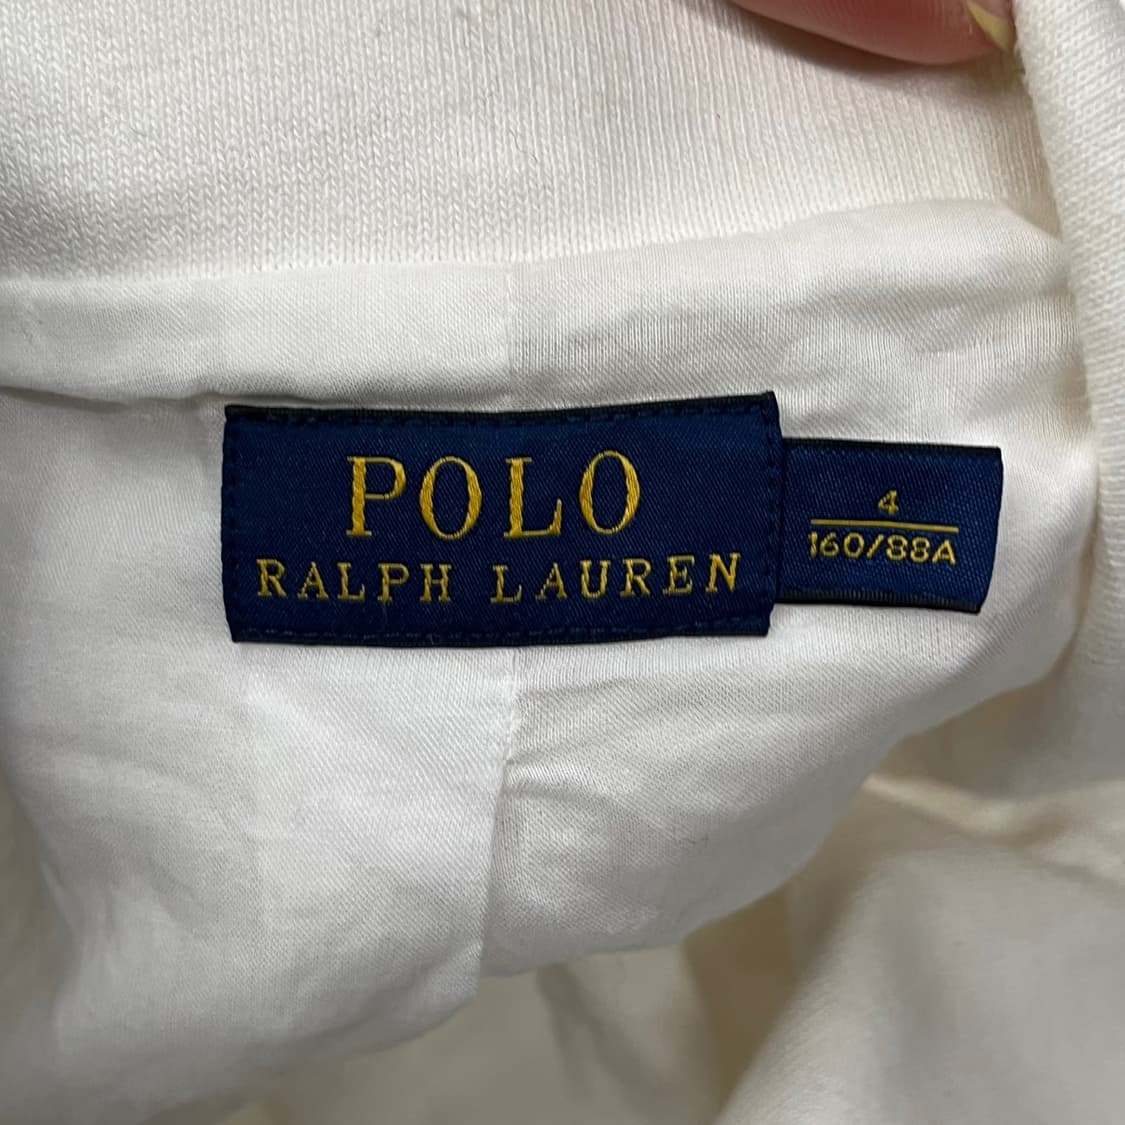 POLO
RALPH LAUREN
4
160/88A